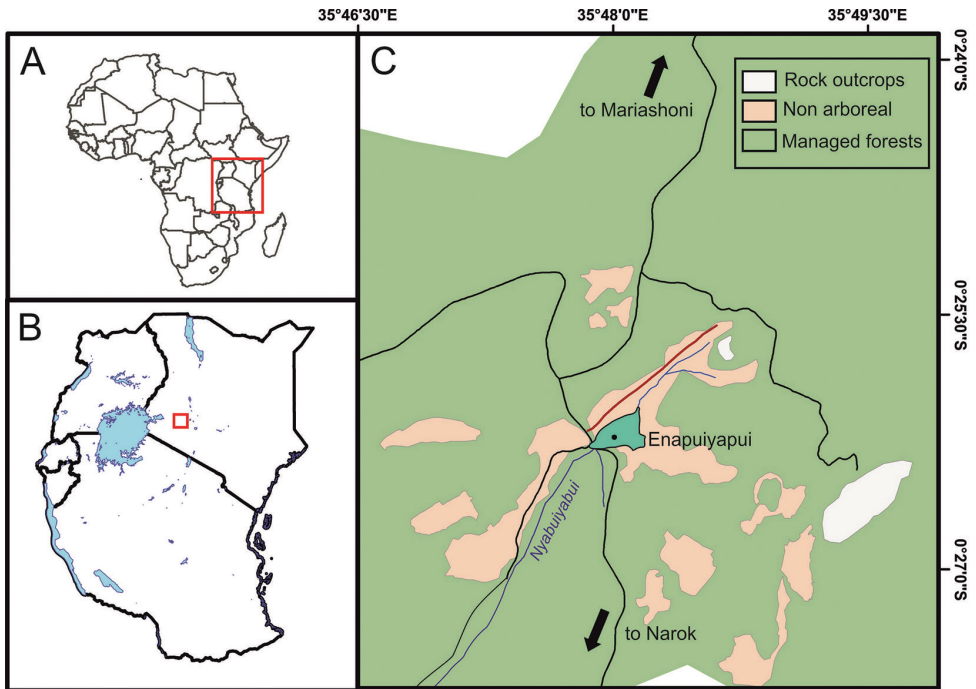 35°46'30"E
35°48'0"E
35°49'30"E
A
B
C
to Mariashoni
Rock outcrops
Non arboreal
Managed forests
0°24'0"S
0°25'30"S
0°27'0"S
Enapuiyapui
Nyabuiyabui
to Narok